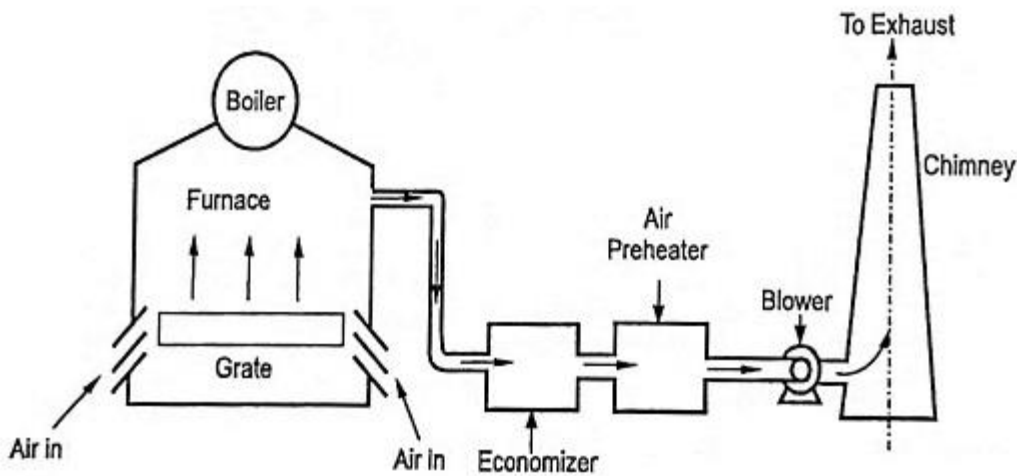 To Exhaust
Boiler
Chimney
Furnace
Air
Preheater
Blower
Grate
Air in
Air in
Economizer